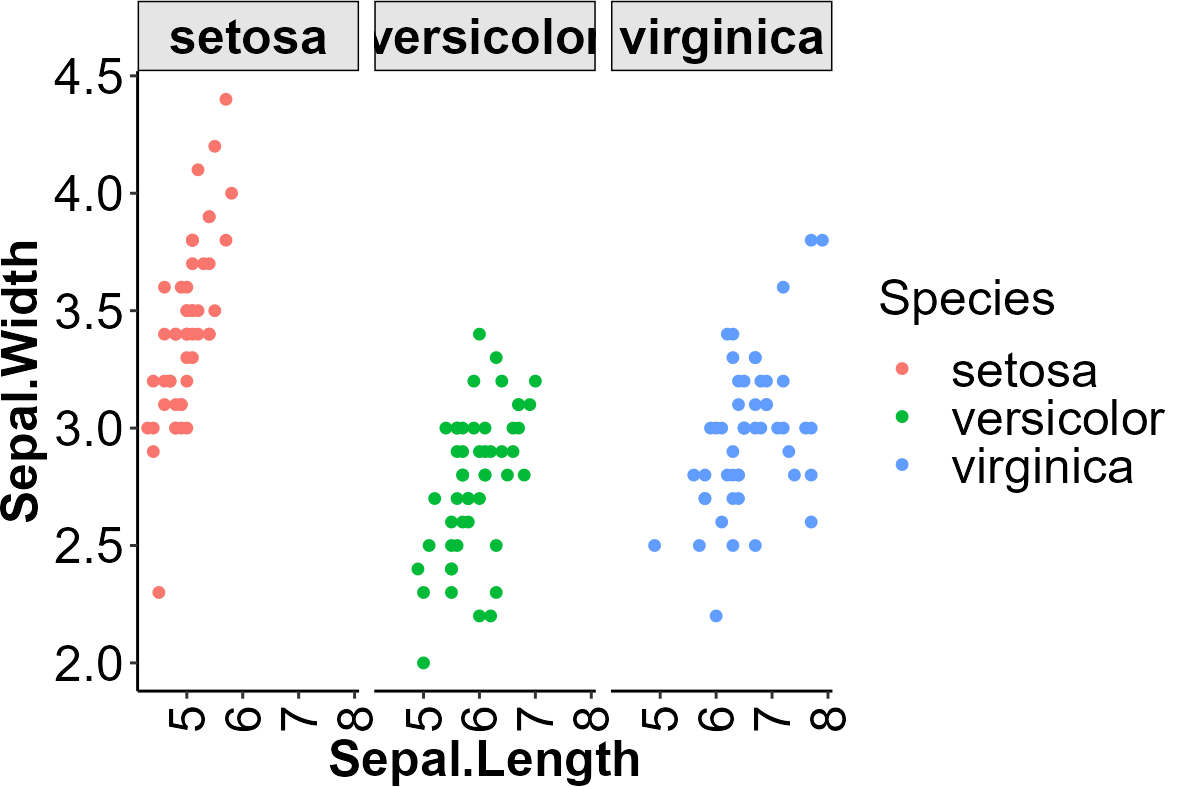 setosa versicolor virginica
4.5
4.0
3.5
3.0
2.5
2.0
Sepal.Width
5 6 7 8 5 6 7 8 5 6 7 8
Sepal.Length
Species
setosa
versicolor
virginica